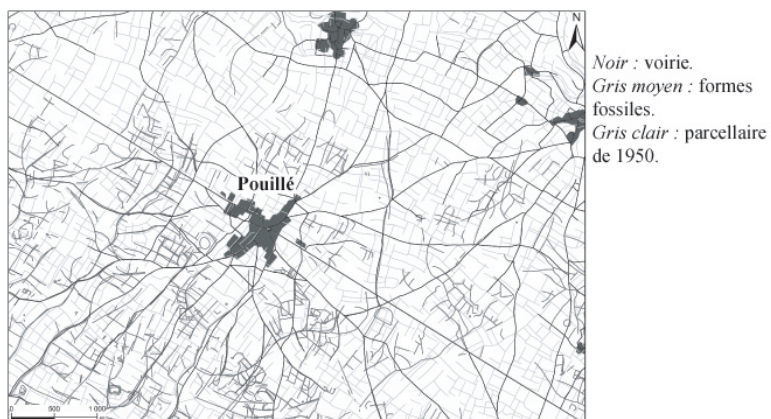 N
Noir : voirie.
Gris moyen : formes
fossiles.
Gris clair : parcellaire
de 1950.
Pouillé
0 500 1 000